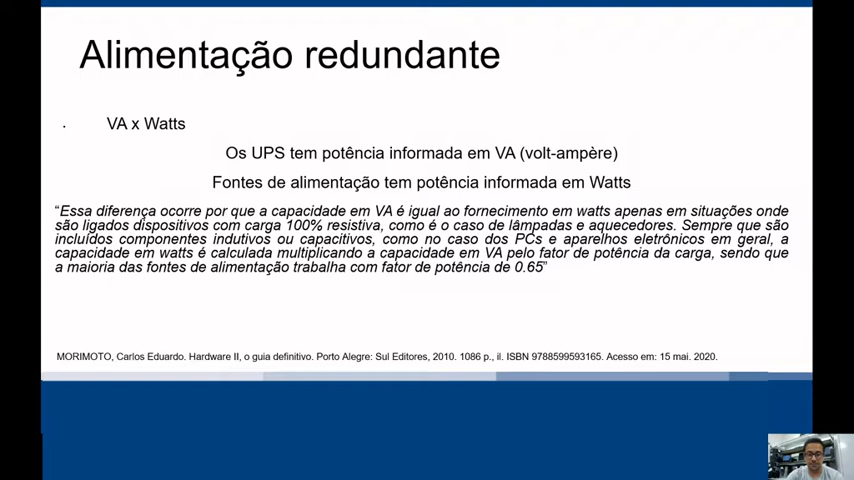 Alimentação redundante
VA x Watts
Os UPS tem potência informada em VA (volt-ampère)
Fontes de alimentação tem potência informada em Watts
“Essa diferença ocorre por que a capacidade em VA é igual ao fornecimento em watts apenas em situações onde
são ligados dispositivos com carga 100% resistiva, como é o caso de lâmpadas e aquecedores. Sempre que são
incluídos componentes indutivos ou capacitivos, como no caso dos PCs e aparelhos eletrônicos em geral, a
capacidade em watts é calculada multiplicando a capacidade em VA pelo fator de potência da carga, sendo que
a maioria das fontes de alimentação trabalha com fator de potência de 0.65”
MORIMOTO, Carlos Eduardo. Hardware II, o guia definitivo. Porto Alegre: Sul Editores, 2010. 1086 p., il. ISBN 9788599593165. Acesso em: 15 mai. 2020.